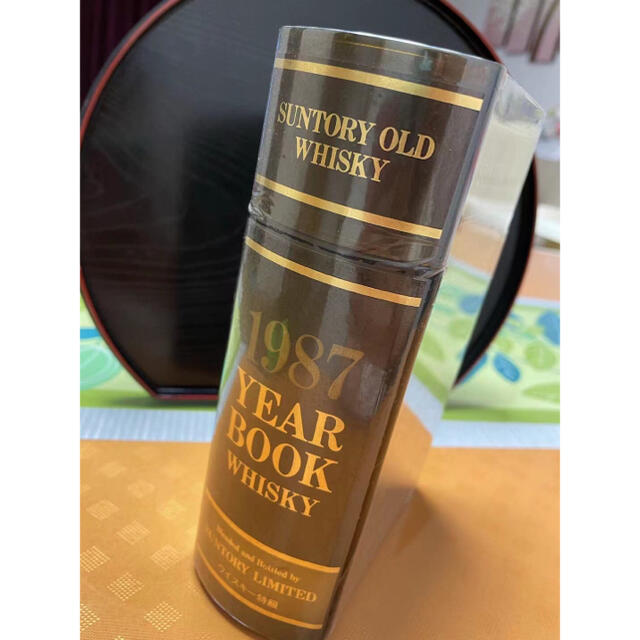 SUNTORY OLD
WHISKY
1987
YEAR
BOOK
WHISKY
Blended and Bottled by
SUNTORY LIMITED
ウイスキー特級